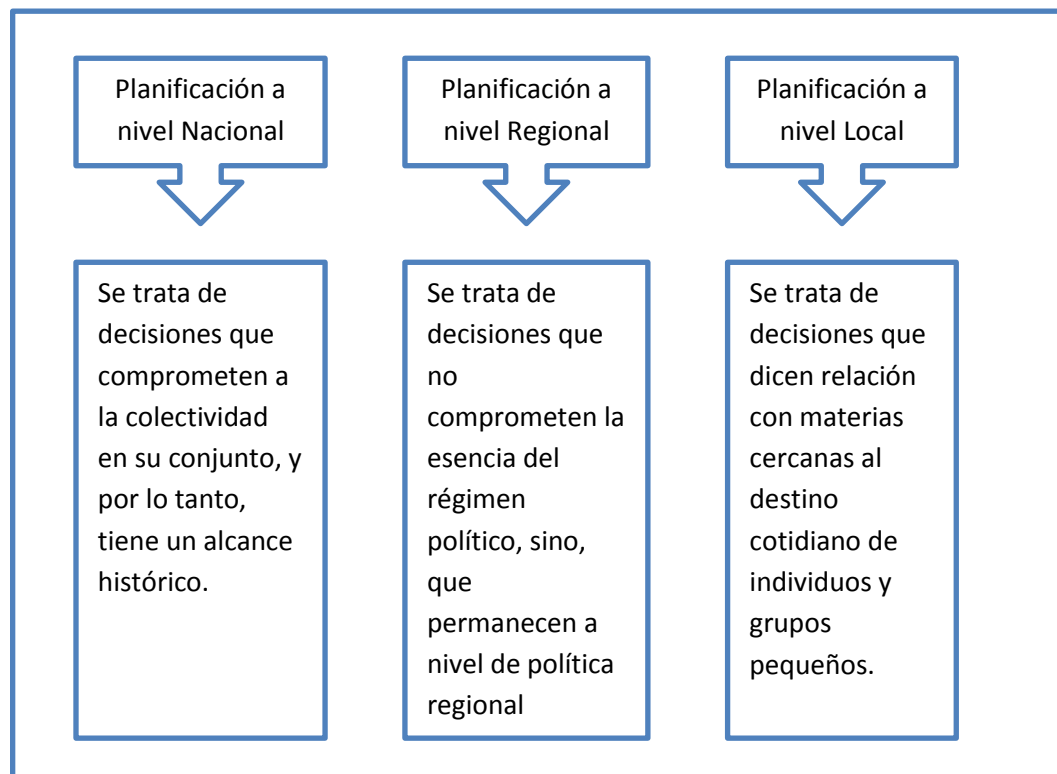 Planificación a
nivel Nacional
Planificación a
nivel Regional
Planificación a
nivel Local
Se trata de
decisiones que
comprometen a
la colectividad
en su conjunto, y
por lo tanto,
tiene un alcance
histórico.
Se trata de
decisiones que
no
comprometen la
esencia del
régimen
político, sino,
que
permanecen a
nivel de política
regional
Se trata de
decisiones que
dicen relación
con materias
cercanas al
destino
cotidiano de
individuos y
grupos
pequeños.